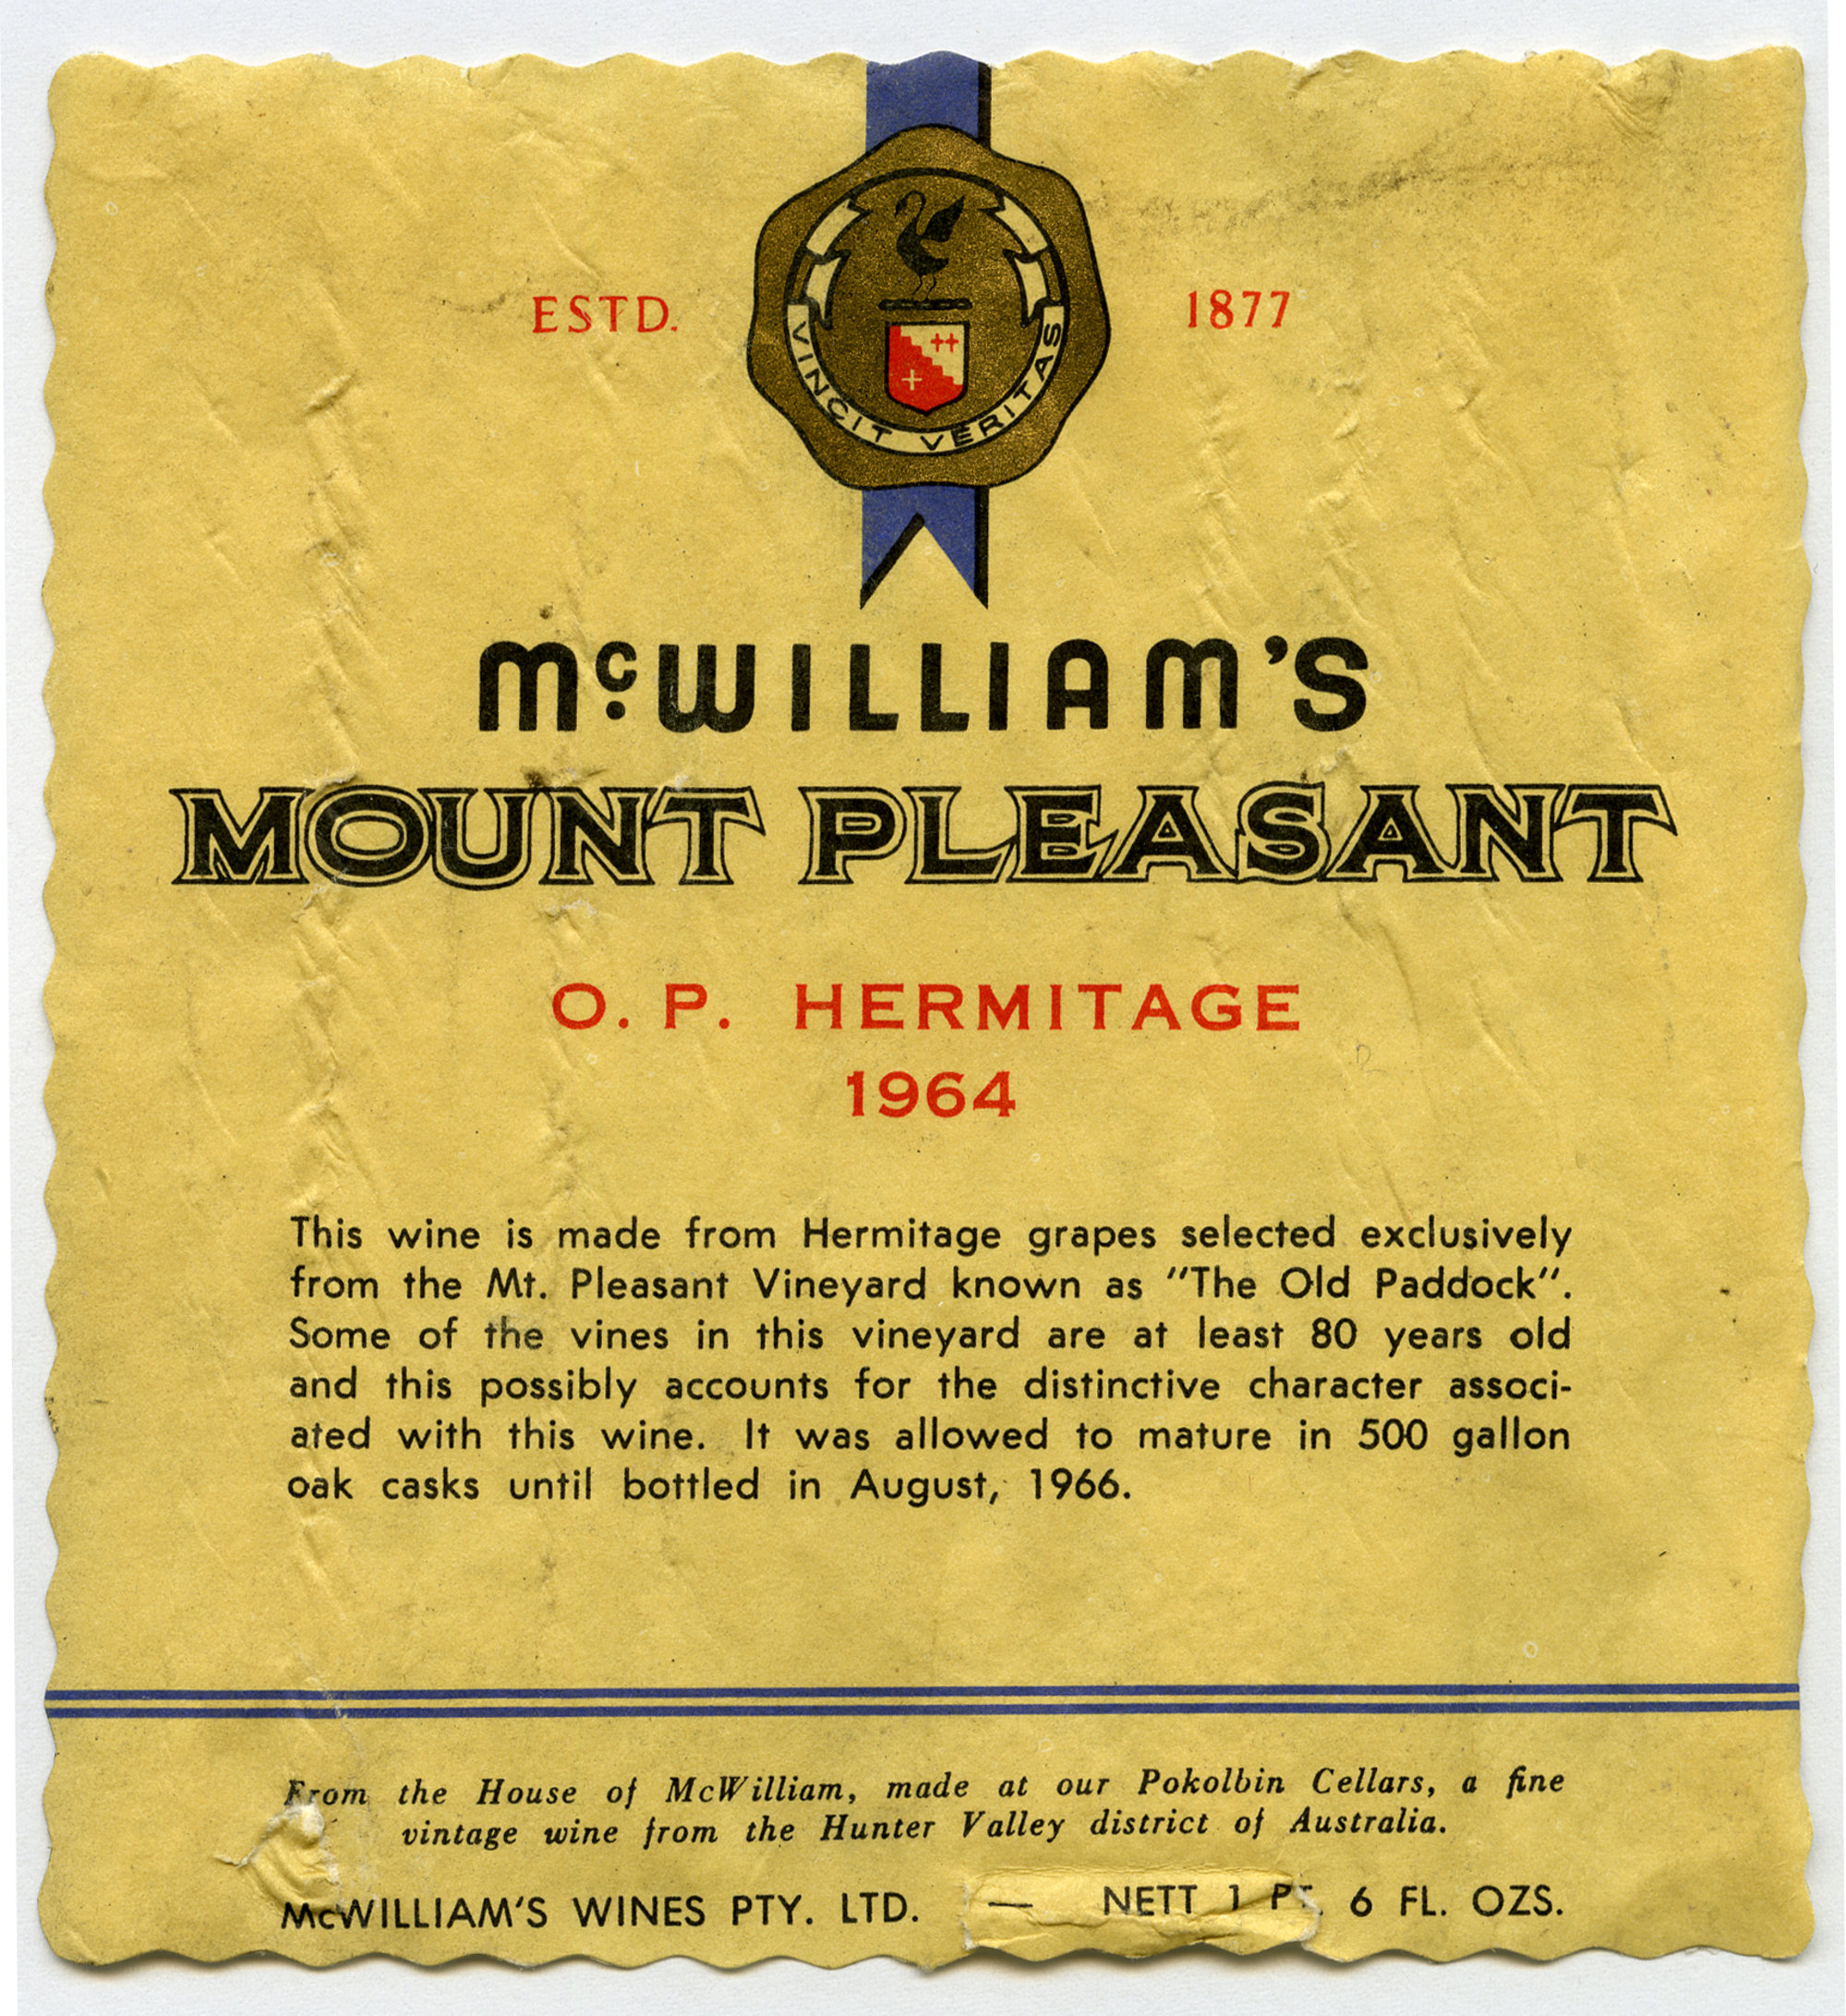 ESTD. 1877
VINCIT VERITAS
McWILLIAM'S
MOUNT PLEASANT
O. P. HERMITAGE
1964
This wine is made from Hermitage grapes selected exclusively
from the Mt. Pleasant Vineyard known as "The Old Paddock".
Some of the vines in this vineyard are at least 80 years old
and this possibly accounts for the distinctive character associ-
ated with this wine. It was allowed to mature in 500 gallon
oak casks until bottled in August, 1966.
From the House of McWilliam, made at our Pokolbin Cellars, a fine
vintage wine from the Hunter Valley district of Australia.
McWILLIAM'S WINES PTY. LTD. — NETT 1 PT. 6 FL. OZS.